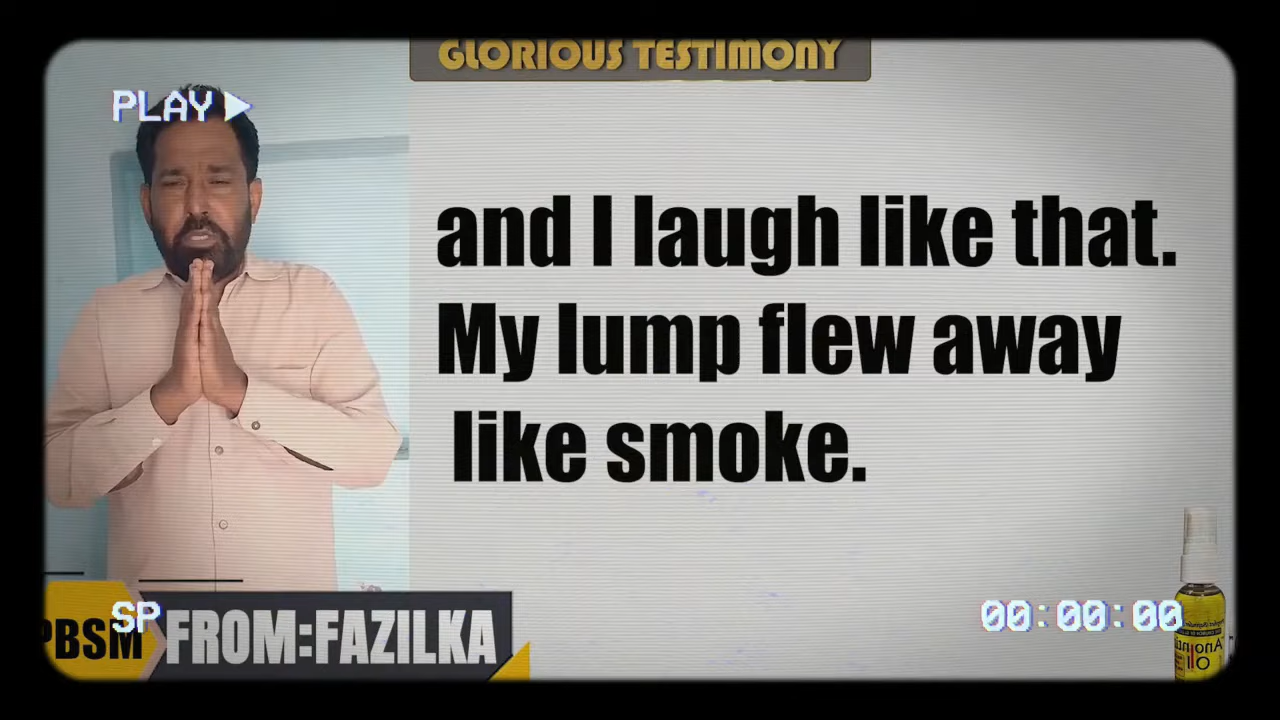 GLORIOUS TESTIMONY
PLAY
and I laugh like that.
My lump flew away
like smoke.
SP
PBSM
FROM:FAZILKA
00:00:00
Oil